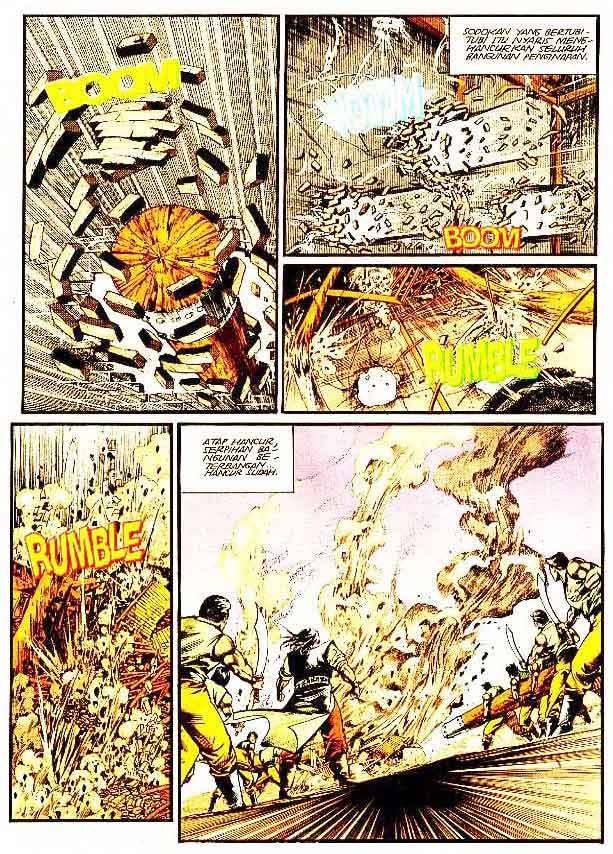 BOOM
SODOKAN YANG BERTUBI-
TUBI ITU NYARIS MENG-
HANCURKAN SELURUH
BANGUNAN PENGINAPAN.
BOOM
RUMBLE
RUMBLE
ATAP HANCUR,
SERPIHAN BA-
NGUNAN BE-
TERBANGAN
HANCUR SUDAH.